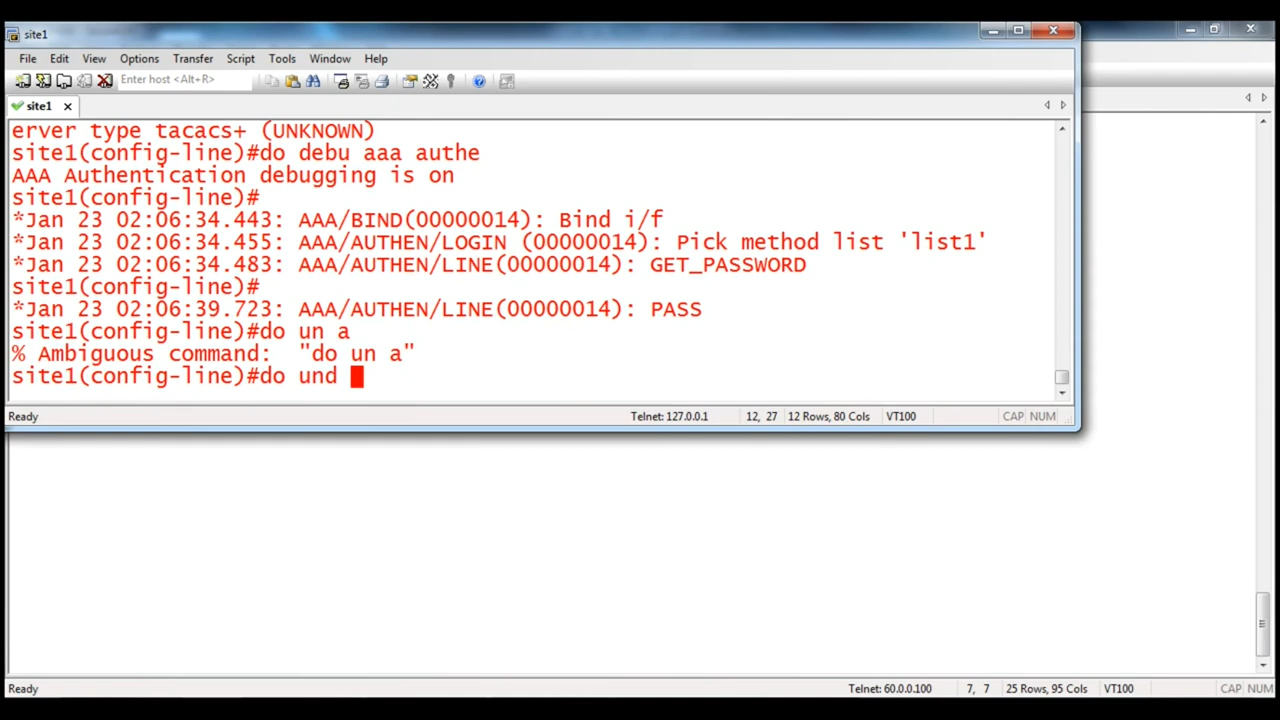 site1
File Edit View Options Transfer Script Tools Window Help
Enter host <Alt+R>
site1
erver type tacacs+ (UNKNOWN)
site1(config-line)#do debu aaa authe
AAA Authentication debugging is on
site1(config-line)#
*Jan 23 02:06:34.443: AAA/BIND(00000014): Bind i/f
*Jan 23 02:06:34.455: AAA/AUTHEN/LOGIN (00000014): Pick method list 'list1'
*Jan 23 02:06:34.483: AAA/AUTHEN/LINE(00000014): GET_PASSWORD
site1(config-line)#
*Jan 23 02:06:39.723: AAA/AUTHEN/LINE(00000014): PASS
site1(config-line)#do un a
% Ambiguous command:  "do un a"
site1(config-line)#do und
Ready Telnet: 127.0.0.1 12, 27 12 Rows, 80 Cols VT100 CAP NUM
Ready Telnet: 60.0.0.100 7, 7 25 Rows, 95 Cols VT100 CAP NUM